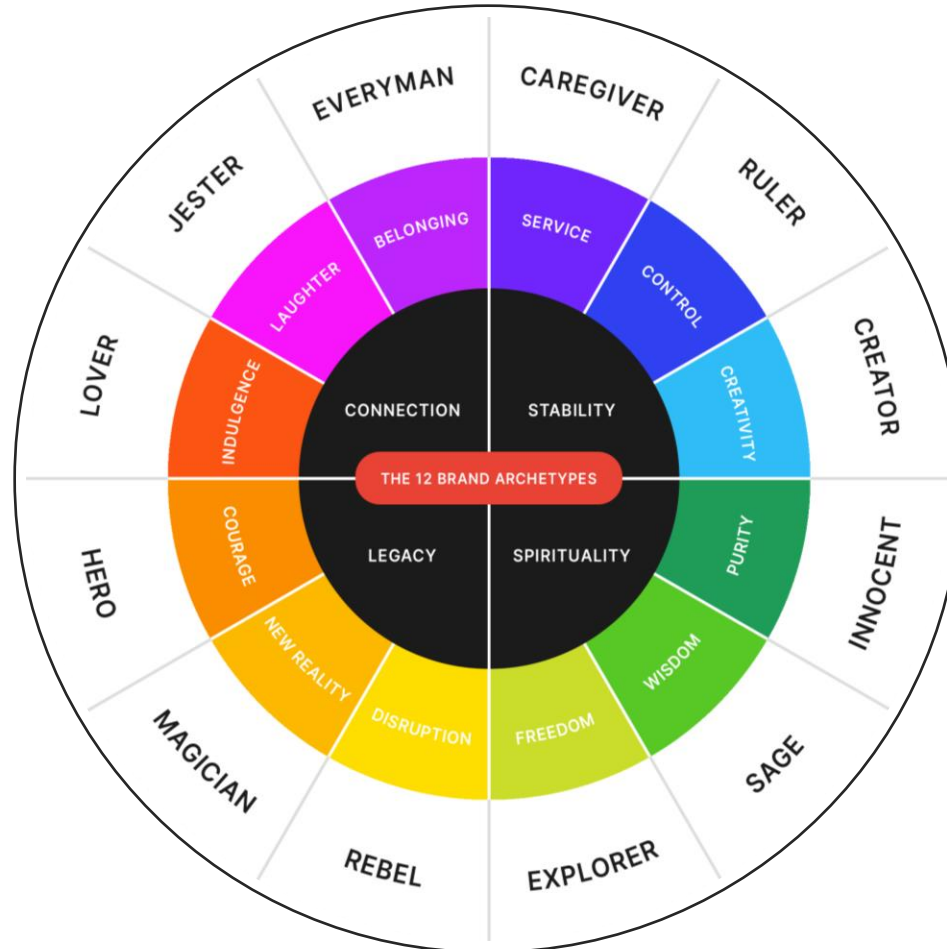 EVERYMAN
CAREGIVER
RULER
CREATOR
INNOCENT
SAGE
EXPLORER
REBEL
MAGICIAN
HERO
LOVER
JESTER
BELONGING
SERVICE
CONTROL
CREATIVITY
PURITY
WISDOM
FREEDOM
DISRUPTION
NEW REALITY
COURAGE
INDULGENCE
LAUGHTER
CONNECTION
STABILITY
THE 12 BRAND ARCHETYPES
LEGACY
SPIRITUALITY